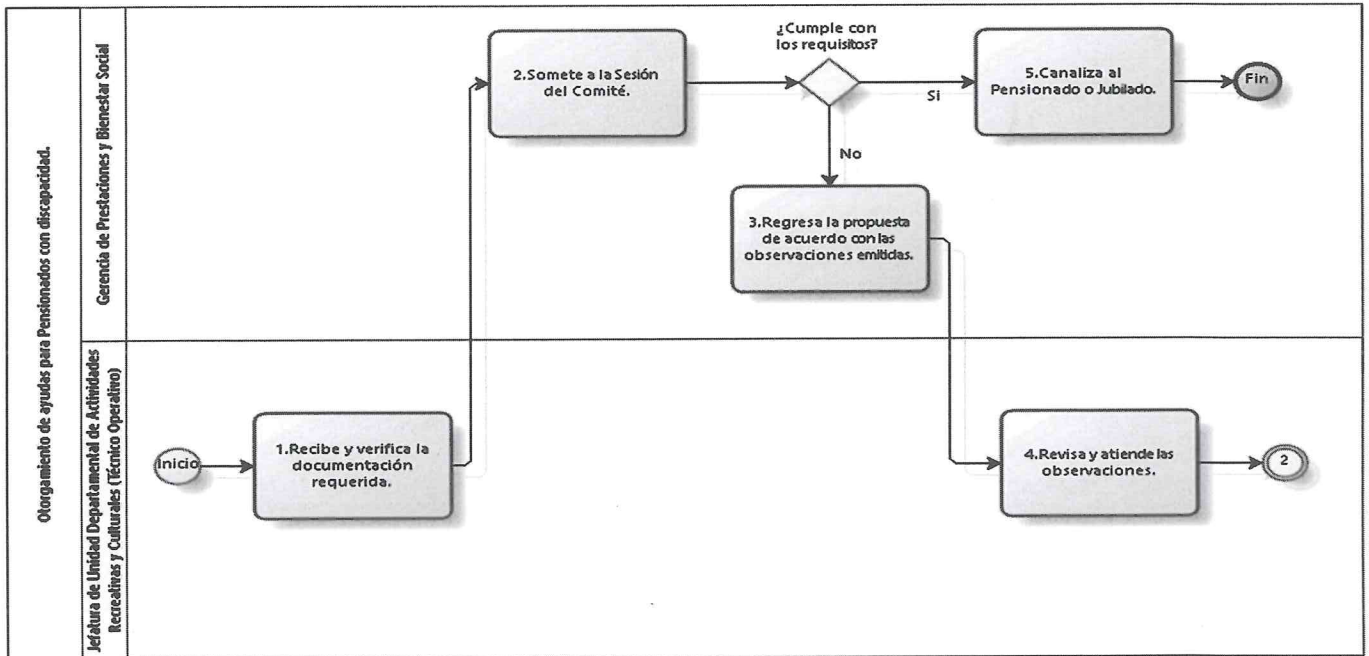 Otorgamiento de ayudas para Pensionados con discapacidad.
Gerencia de Prestaciones y Bienestar Social
Jefatura de Unidad Departamental de Actividades
Recreativas y Culturales (Técnico Operativo)
Inicio
1.Recibe y verifica la
documentación
requerida.
2.Somete a la Sesión
del Comité.
¿Cumple con
los requisitos?
Si
No
3.Regresa la propuesta
de acuerdo con las
observaciones emitidas.
4.Revisa y atiende las
observaciones.
2
5.Canaliza al
Pensionado o Jubilado.
Fin